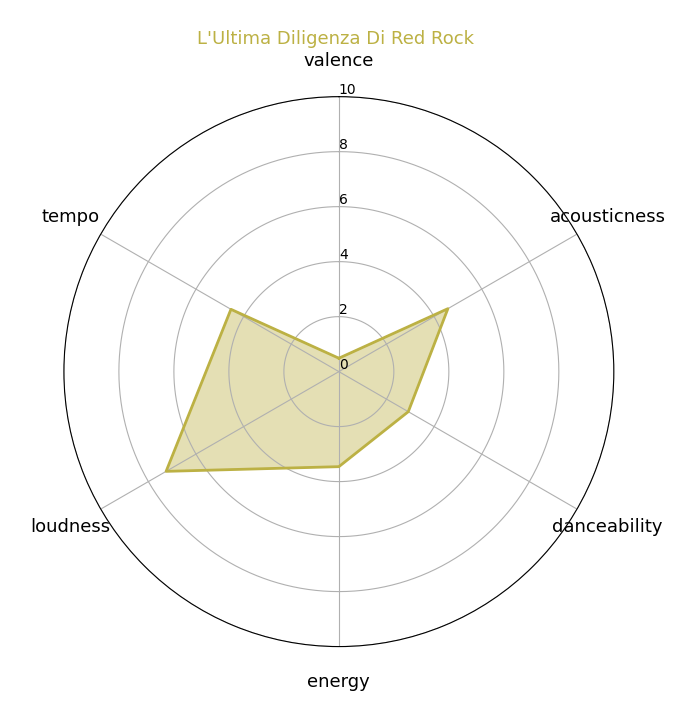 L'Ultima Diligenza Di Red Rock
valence
10
8
tempo
6
acousticness
4
2
0
loudness
danceability
energy